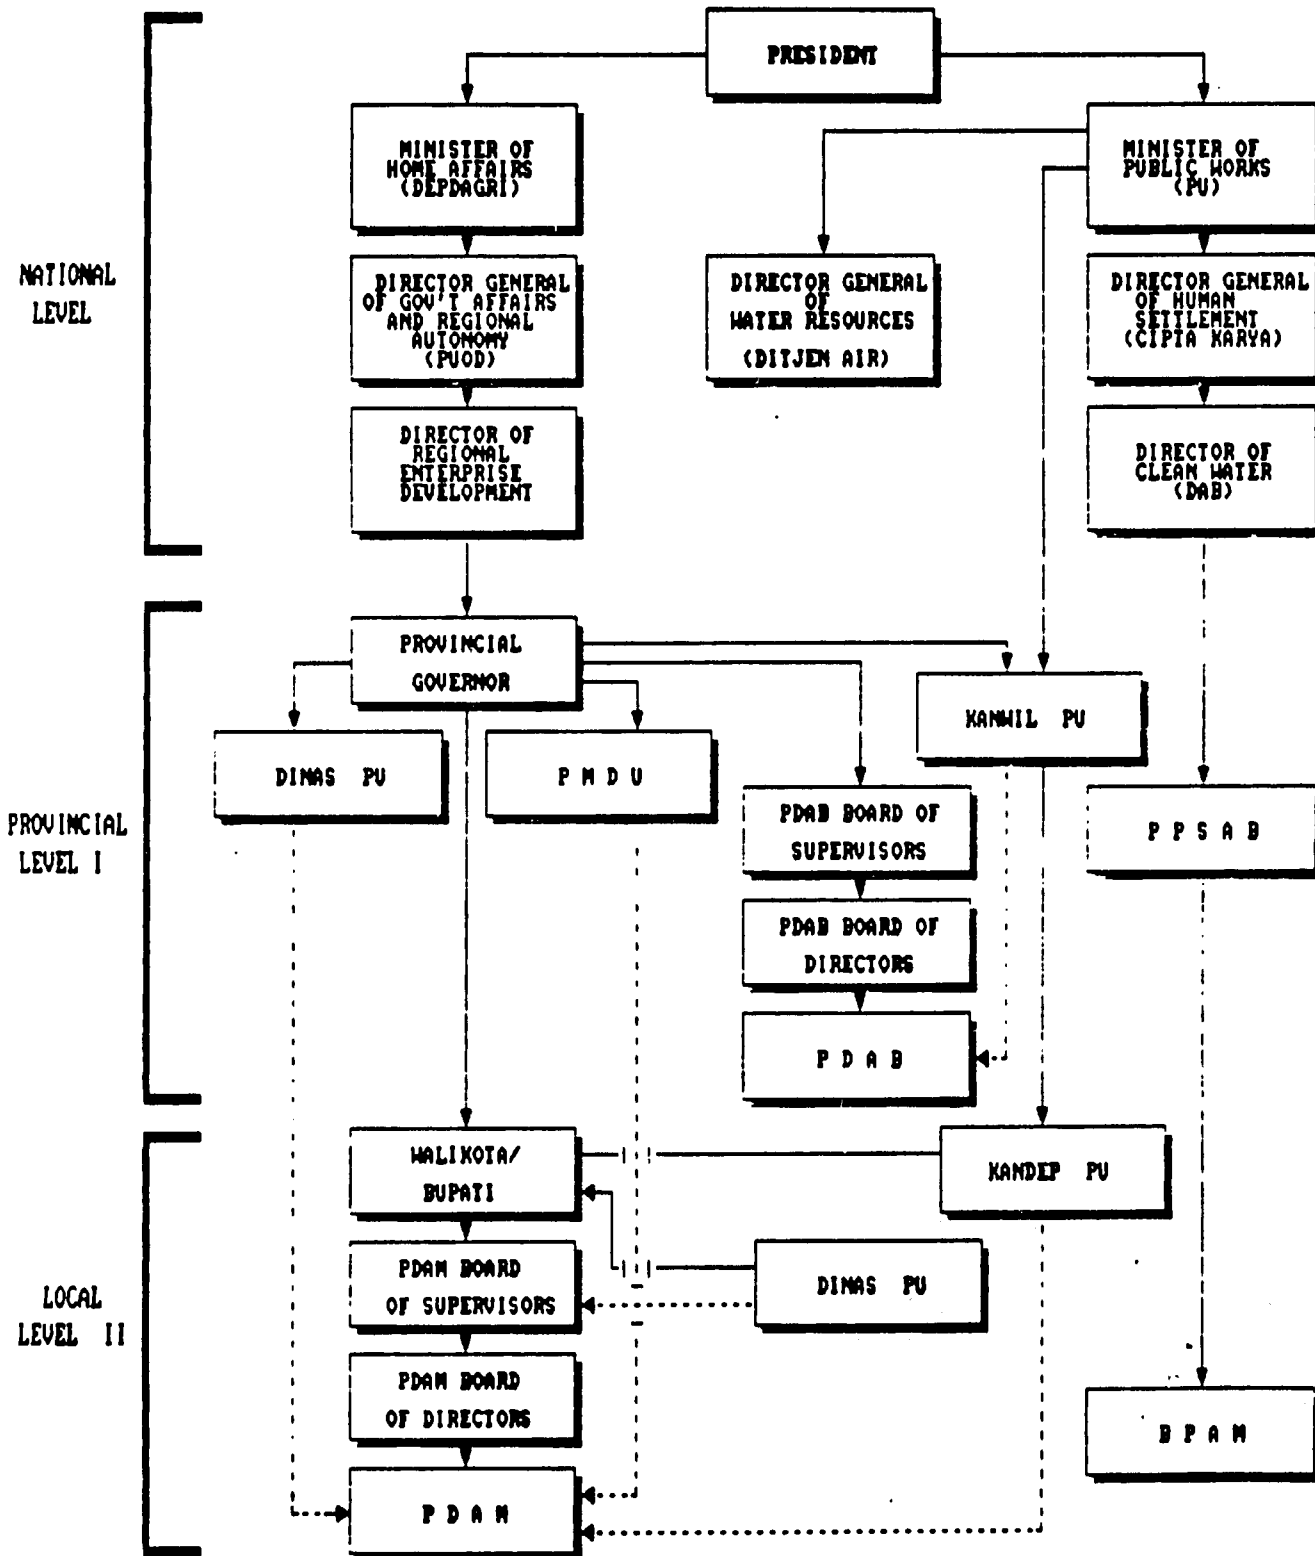 PRESIDENT
MINISTER OF
HOME AFFAIRS
(DEPDAGRI)
MINISTER OF
PUBLIC WORKS
(PU)
NATIONAL
LEVEL
DIRECTOR GENERAL
OF GOV'T AFFAIRS
AND REGIONAL
AUTONOMY
(PUOD)
DIRECTOR GENERAL
OF
WATER RESOURCES
(DITJEN AIR)
DIRECTOR GENERAL
OF HUMAN
SETTLEMENT
(CIPTA KARYA)
DIRECTOR OF
REGIONAL
ENTERPRISE
DEVELOPMENT
DIRECTOR OF
CLEAN WATER
(DAB)
PROVINCIAL
GOVERNOR
KANWIL PU
DINAS PU
P M D U
PROVINCIAL
LEVEL I
PDAB BOARD OF
SUPERVISORS
P P S A B
PDAB BOARD OF
DIRECTORS
P D A B
WALIKOTA/
BUPATI
KANDEP PU
LOCAL
LEVEL II
PDAM BOARD
OF SUPERVISORS
DINAS PU
PDAM BOARD
OF DIRECTORS
B P A M
P D A M